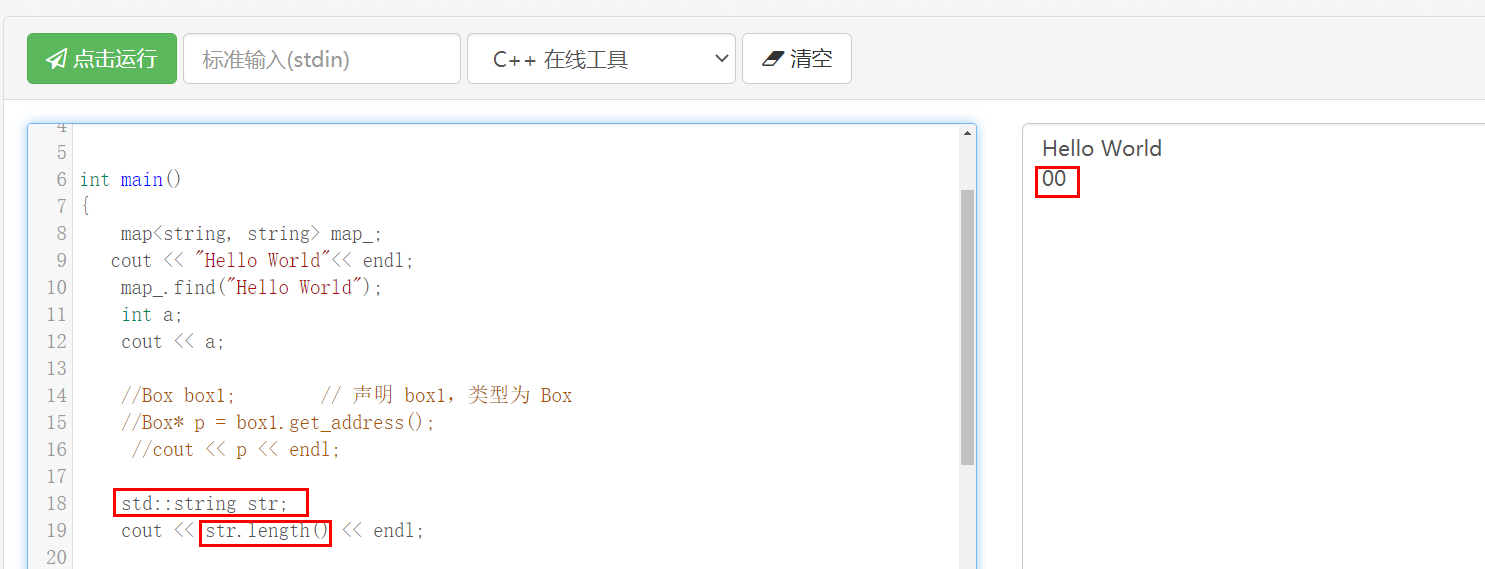 点击运行 标准输入(stdin) C++ 在线工具 清空
4
5
6 int main()
7 {
8 map<string, string> map_;
9 cout << "Hello World"<< endl;
10 map_.find("Hello World");
11 int a;
12 cout << a;
13
14 //Box box1; // 声明 box1，类型为 Box
15 //Box* p = box1.get_address();
16 //cout << p << endl;
17
18 std::string str;
19 cout << str.length() << endl;
20
Hello World
00